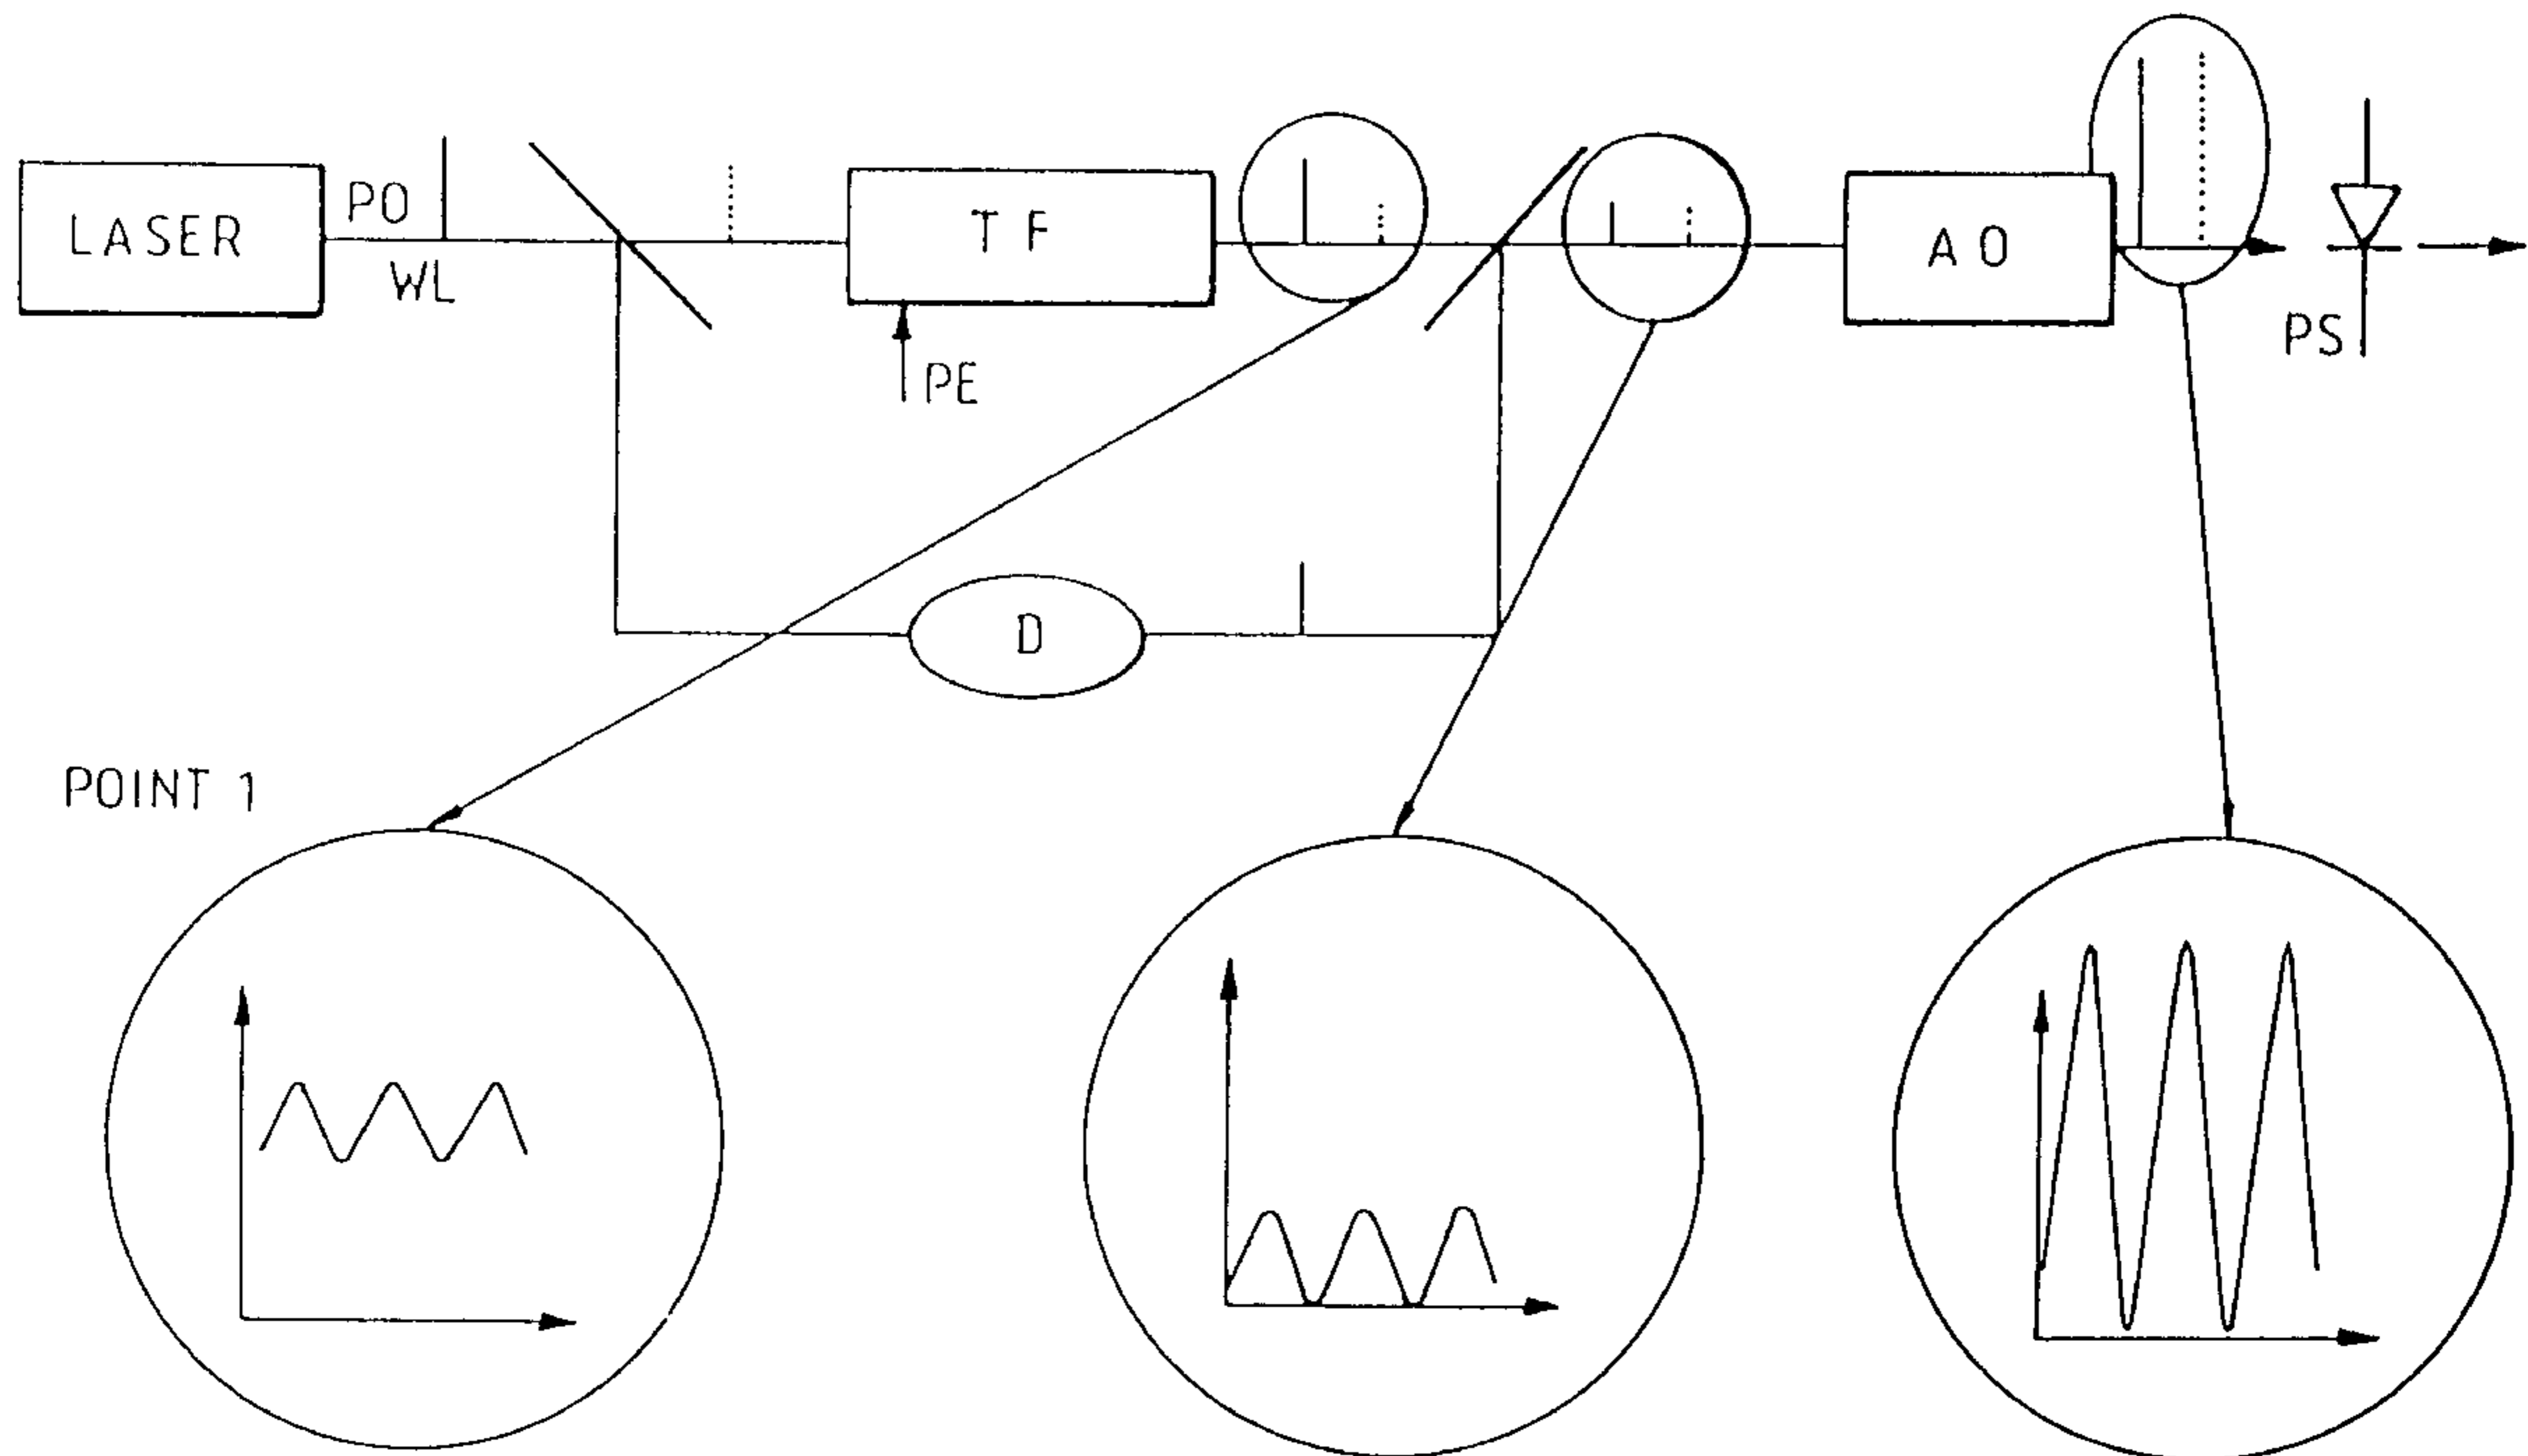 LASER
PO
WL
TF
PE
AO
PS
D
POINT 1